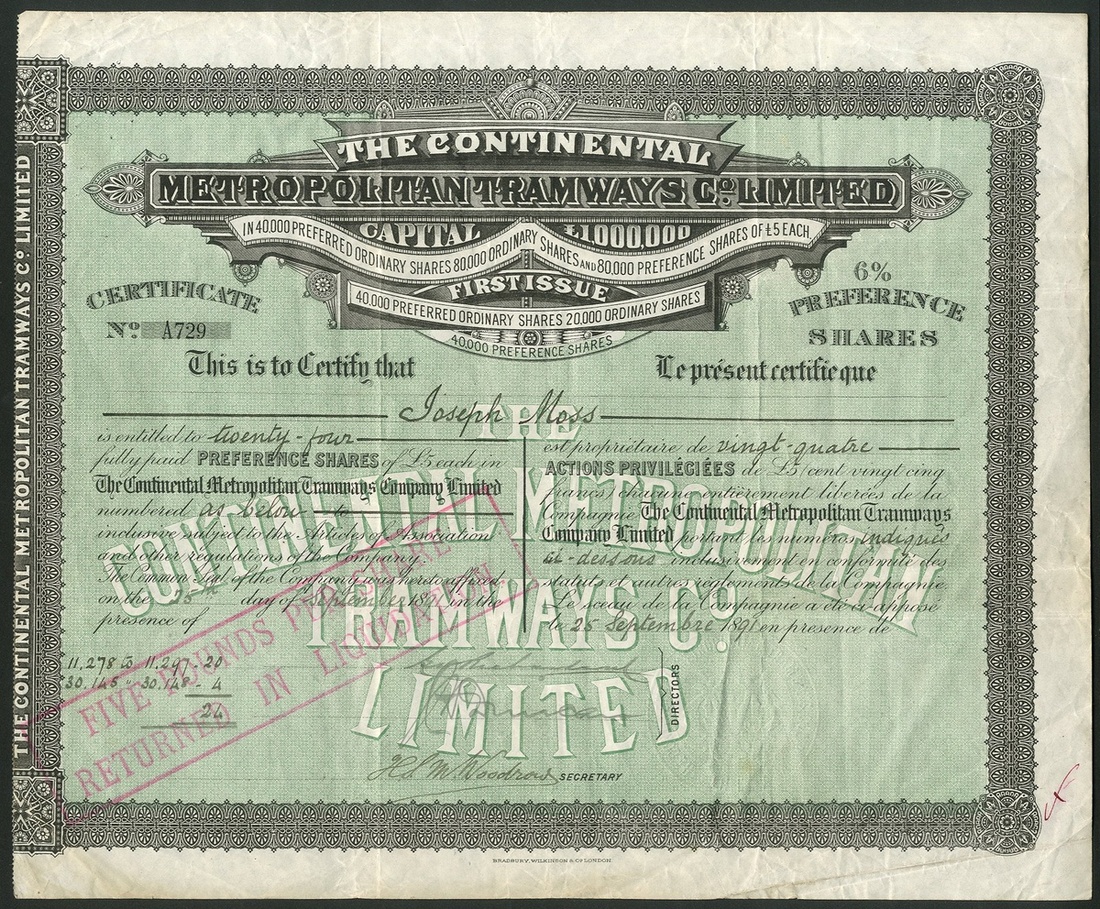 THE CONTINENTAL
METROPOLITAN TRAMWAYS Co. LIMITED
CAPITAL £1,000,000
IN 40,000 PREFERRED ORDINARY SHARES 80,000 ORDINARY SHARES AND 80,000 PREFERENCE SHARES OF £5 EACH,
FIRST ISSUE
40,000 PREFERRED ORDINARY SHARES 20,000 ORDINARY SHARES
40,000 PREFERENCE SHARES
CERTIFICATE
No. A729
6%
PREFERENCE
SHARES
This is to Certify that
Le présent certifie que
Joseph Moss
is entitled to twenty-four
fully paid PREFERENCE SHARES of £5 each in
The Continental Metropolitan Tramways Company Limited
numbered as below to
inclusive subject to the Articles of Association
and other regulations of the Company.
The Common Seal of the Company was hereto affixed
on the 25th day of September 1891 in the
presence of
est propriétaire de vingt-quatre
ACTIONS PRIVILÉCIÉES de £5 (cent vingt cinq
francs) chacune entièrement libérées de la
Compagnie The Continental Metropolitan Tramways
Company Limited portant les numéros indiqués
ci-dessous inclusivement en conformité des
statuts et autres règlements de la Compagnie.
Le sceau de la Compagnie a été ci apposé
le 25 Septembre 1891 en presence de
11,278 to 11,297 - 20
30,145 " 30,148 - 4
24
FIVE POUNDS PER SHARE
RETURNED IN LIQUIDATION
THE
CONTINENTAL METROPOLITAN
TRAMWAYS Co.
LIMITED
DIRECTORS
H S M Woodrow SECRETARY
THE CONTINENTAL METROPOLITAN TRAMWAYS Co. LIMITED
BRADBURY, WILKINSON & Co LONDON